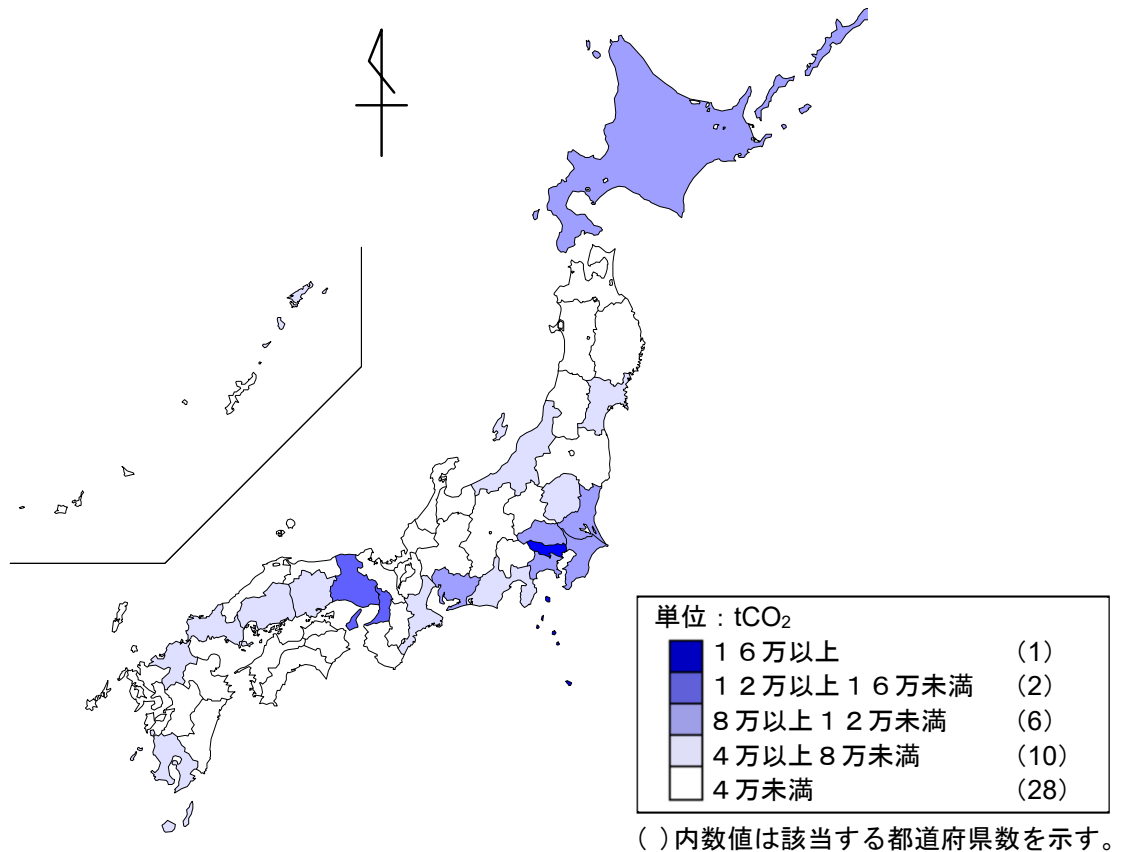 単位：tCO₂
１６万以上 （1）
１２万以上１６万未満 （2）
８万以上１２万未満 （6）
４万以上８万未満 （10）
４万未満 （28）
( )内数値は該当する都道府県数を示す。